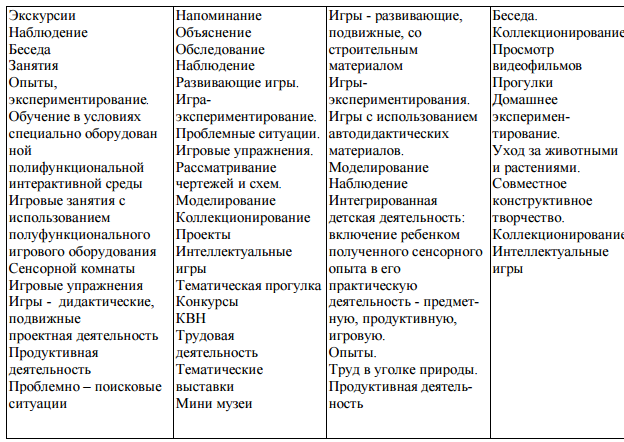 Экскурсии
Наблюдение
Беседа
Занятия
Опыты,
экспериментирование.
Обучение в условиях
специально оборудован
ной
полифункциональной
интерактивной среды
Игровые занятия с
использованием
полуфункционального
игрового оборудования
Сенсорной комнаты
Игровые упражнения
Игры - дидактические,
подвижные
проектная деятельность
Продуктивная
деятельность
Проблемно – поисковые
ситуации
Напоминание
Объяснение
Обследование
Наблюдение
Развивающие игры.
Игра-
экспериментирование.
Проблемные ситуации.
Игровые упражнения.
Рассматривание
чертежей и схем.
Моделирование
Коллекционирование
Проекты
Интеллектуальные
игры
Тематическая прогулка
Конкурсы
КВН
Трудовая
деятельность
Тематические
выставки
Мини музеи
Игры - развивающие,
подвижные, со
строительным
материалом
Игры-
экспериментирования.
Игры с использованием
автодидактических
материалов.
Моделирование
Наблюдение
Интегрированная
детская деятельность:
включение ребенком
полученного сенсорного
опыта в его
практическую
деятельность - предмет-
ную, продуктивную,
игровую.
Опыты.
Труд в уголке природы.
Продуктивная деятель-
ность
Беседа.
Коллекционирование
Просмотр
видеофильмов
Прогулки
Домашнее
эксперимен-
тирование.
Уход за животными
и растениями.
Совместное
конструктивное
творчество.
Коллекционирование
Интеллектуальные
игры